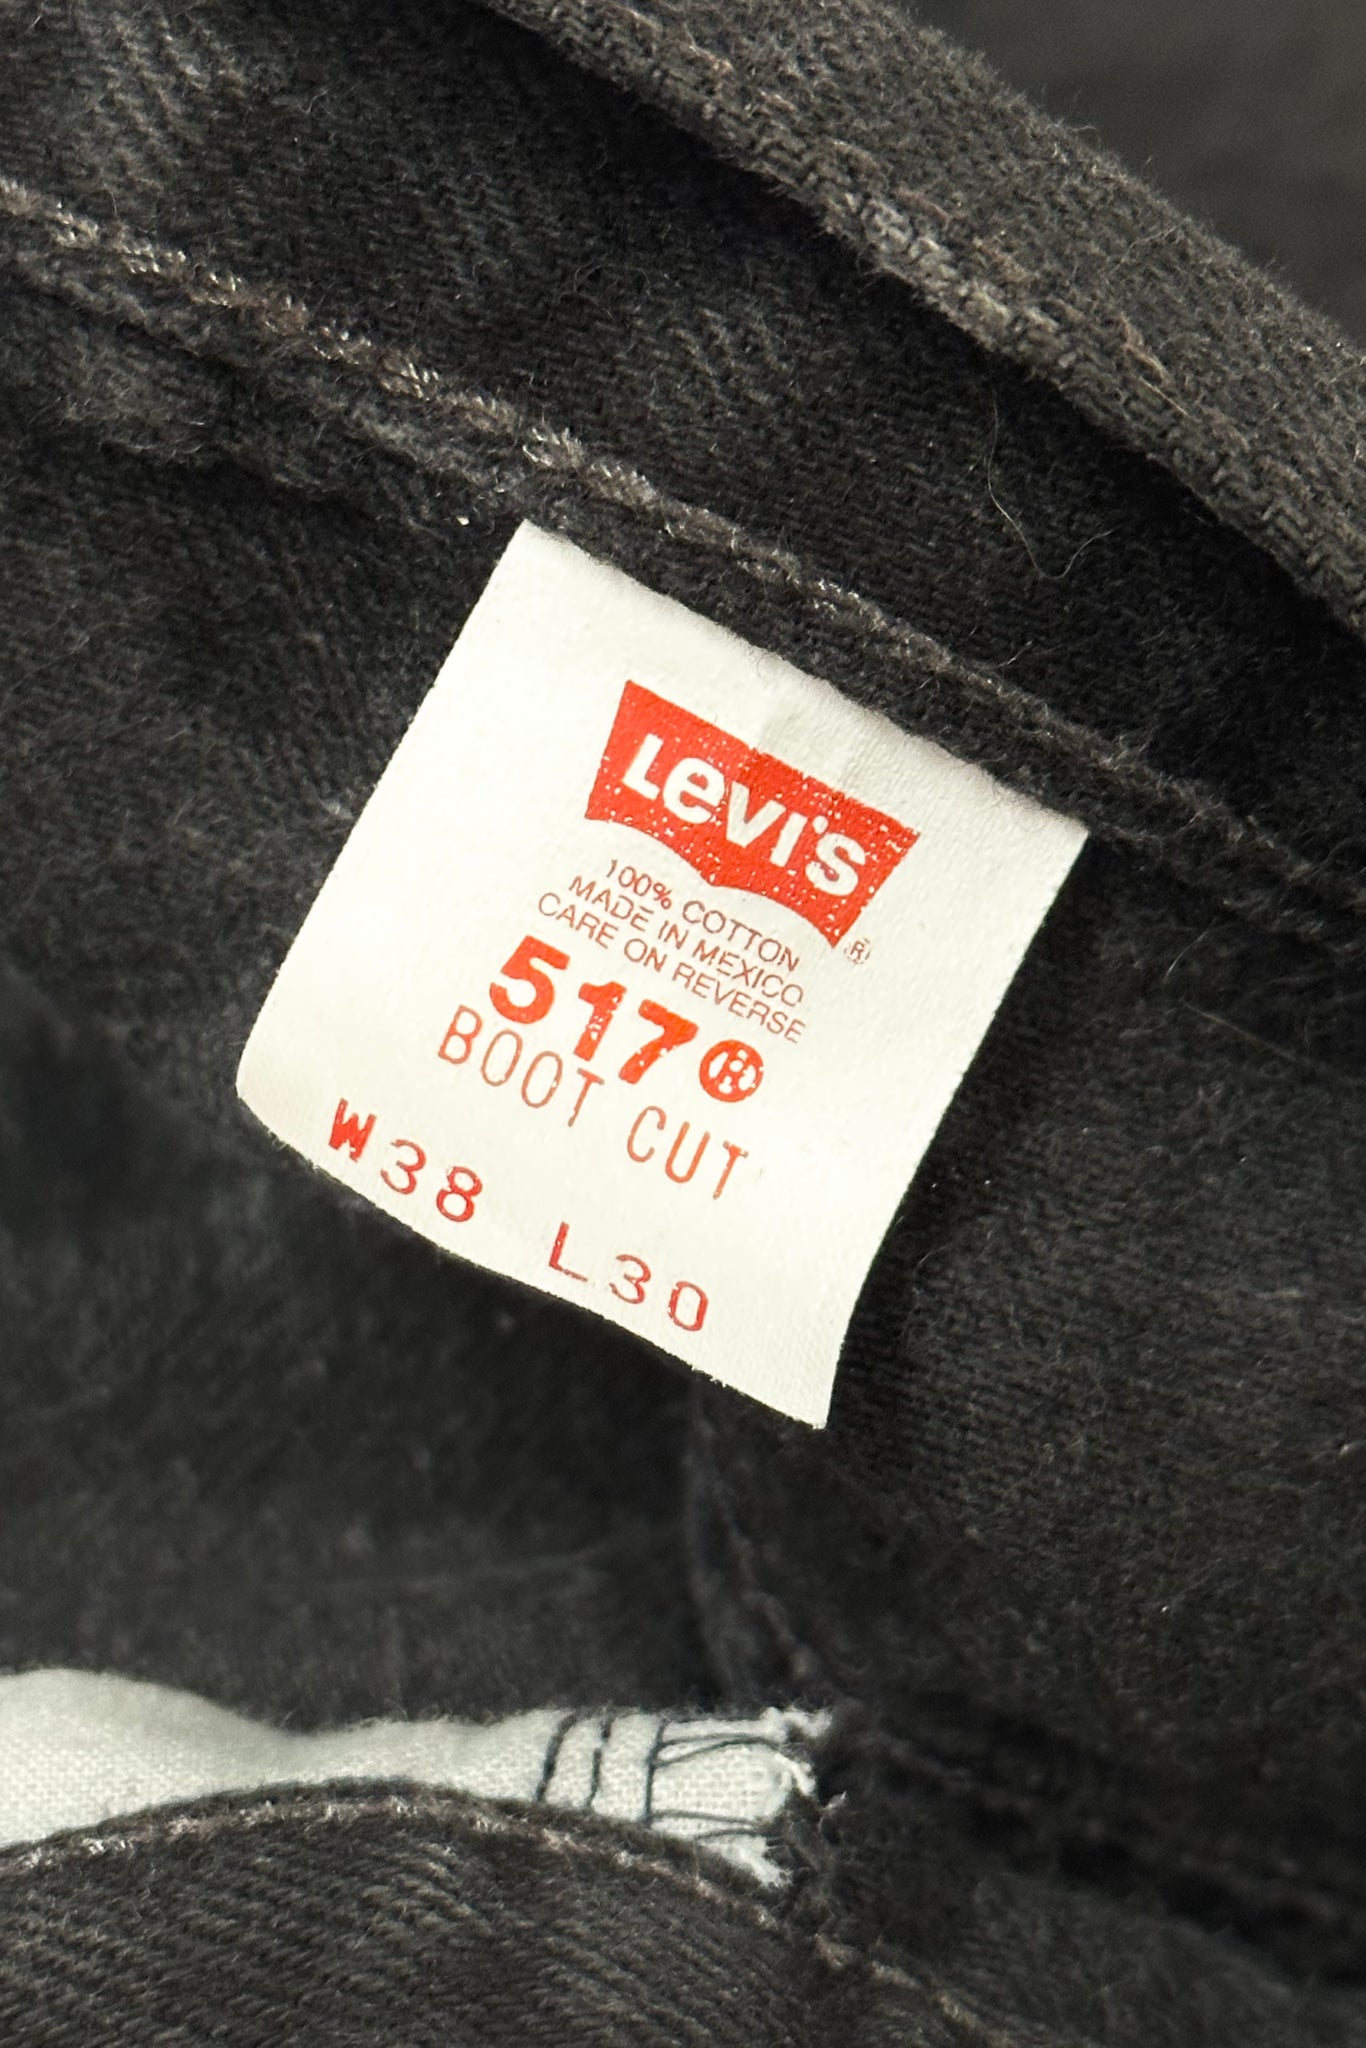 Levi's ®
100% COTTON
MADE IN MEXICO
CARE ON REVERSE
517®
BOOT CUT
W38 L30